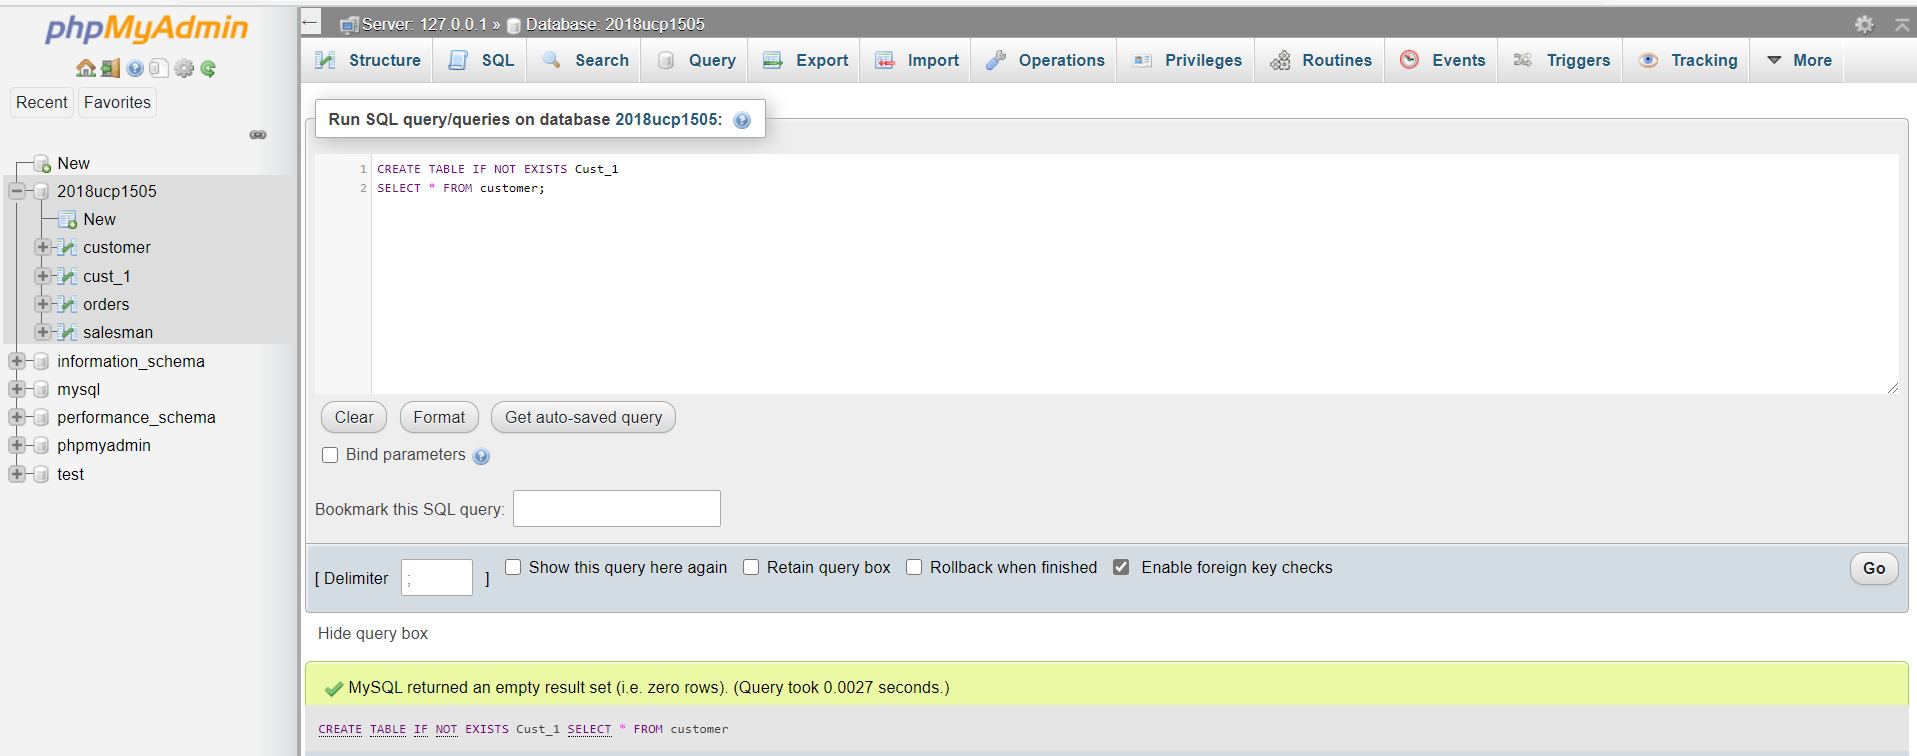 phpMyAdmin
Recent Favorites
New
2018ucp1505
New
customer
cust_1
orders
salesman
information_schema
mysql
performance_schema
phpmyadmin
test
← Server: 127.0.0.1 » Database: 2018ucp1505
Structure SQL Search Query Export Import Operations Privileges Routines Events Triggers Tracking More
Run SQL query/queries on database 2018ucp1505:
1 CREATE TABLE IF NOT EXISTS Cust_1
2 SELECT * FROM customer;
Clear Format Get auto-saved query
Bind parameters
Bookmark this SQL query:
[ Delimiter ; ] Show this query here again Retain query box Rollback when finished Enable foreign key checks Go
Hide query box
MySQL returned an empty result set (i.e. zero rows). (Query took 0.0027 seconds.)
CREATE TABLE IF NOT EXISTS Cust_1 SELECT * FROM customer